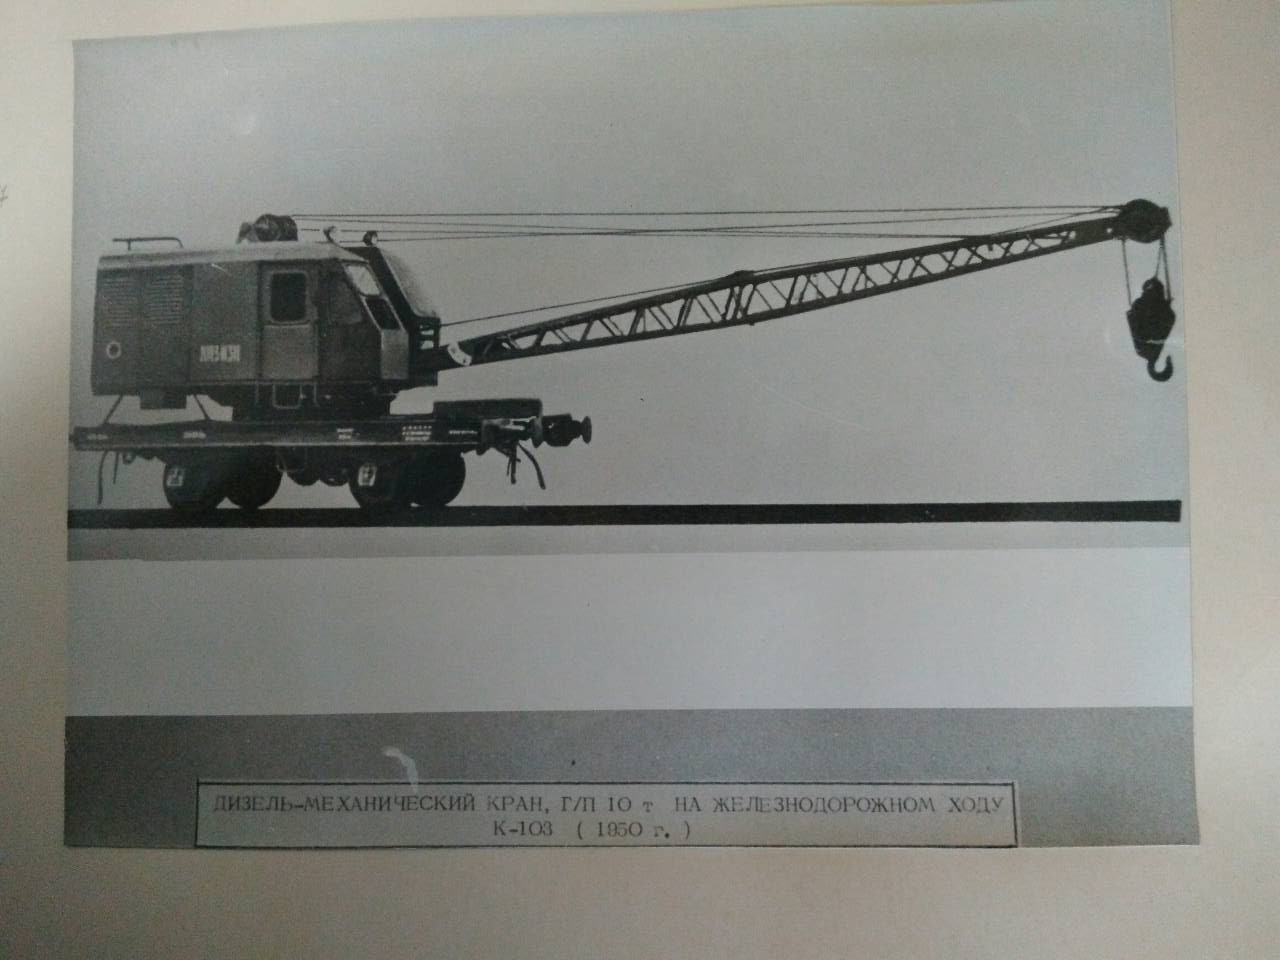 ДИЗЕЛЬ-МЕХАНИЧЕСКИЙ КРАН, Г/П 10 т НА ЖЕЛЕЗНОДОРОЖНОМ ХОДУ
К-103 ( 1950 г. )